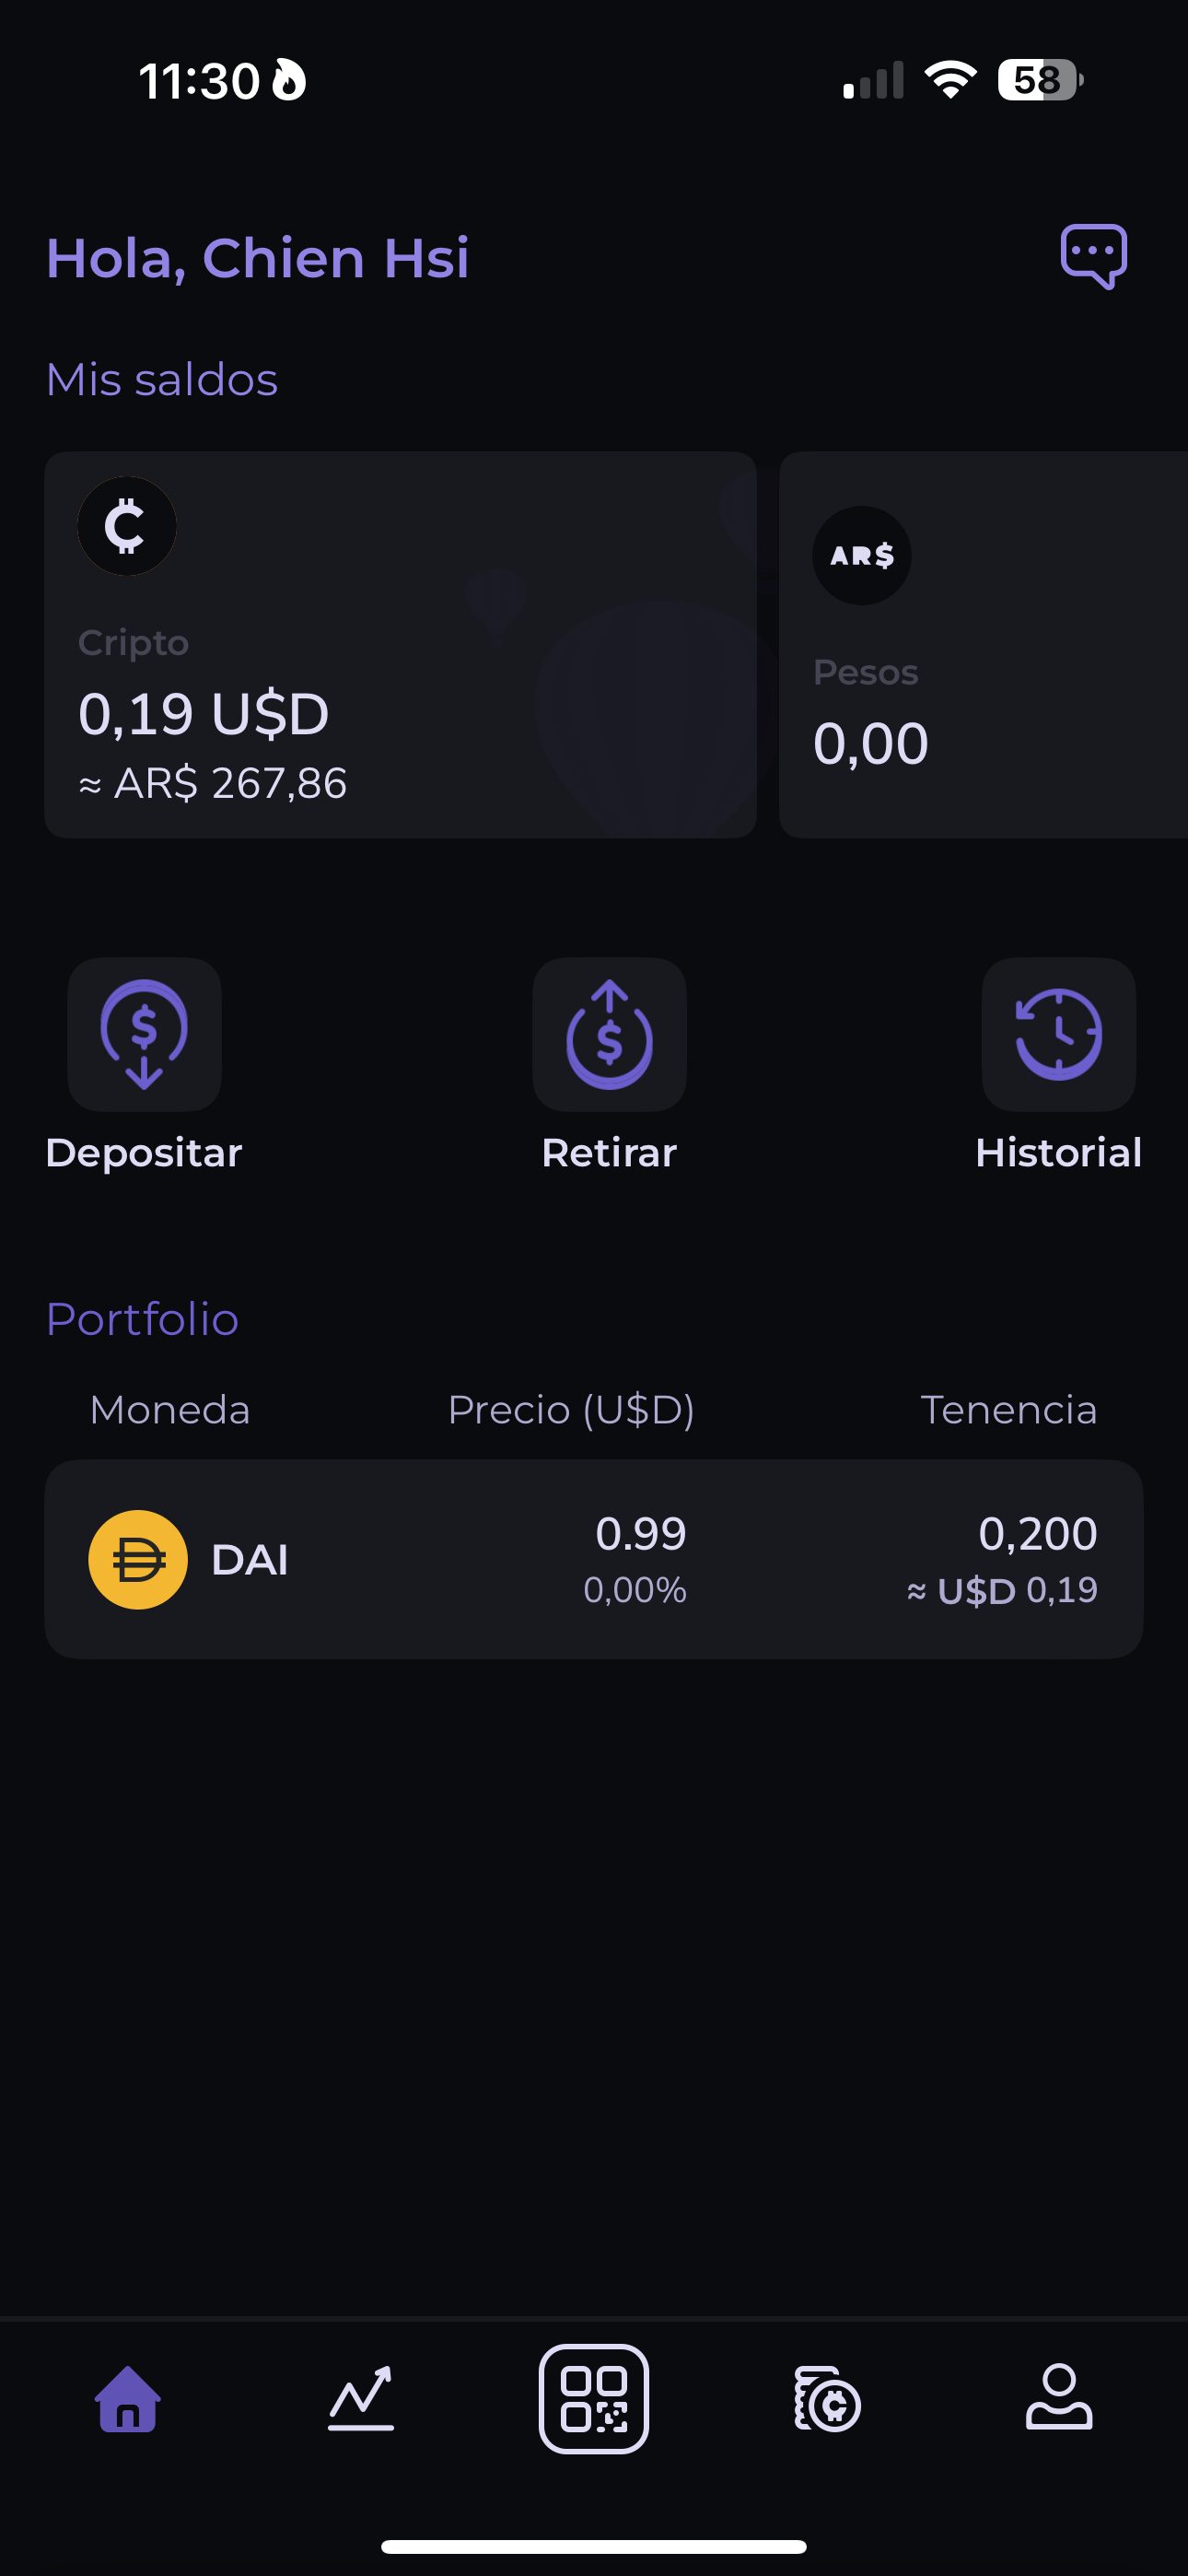 11:30
58
Hola, Chien Hsi
Mis saldos
Cripto
0,19 U$D
≈ ARS 267,86
AR$
Pesos
0,00
Depositar
Retirar
Historial
Portfolio
Moneda Precio (U$D) Tenencia
DAI 0.99 0,200
0,00% ≈ U$D 0,19